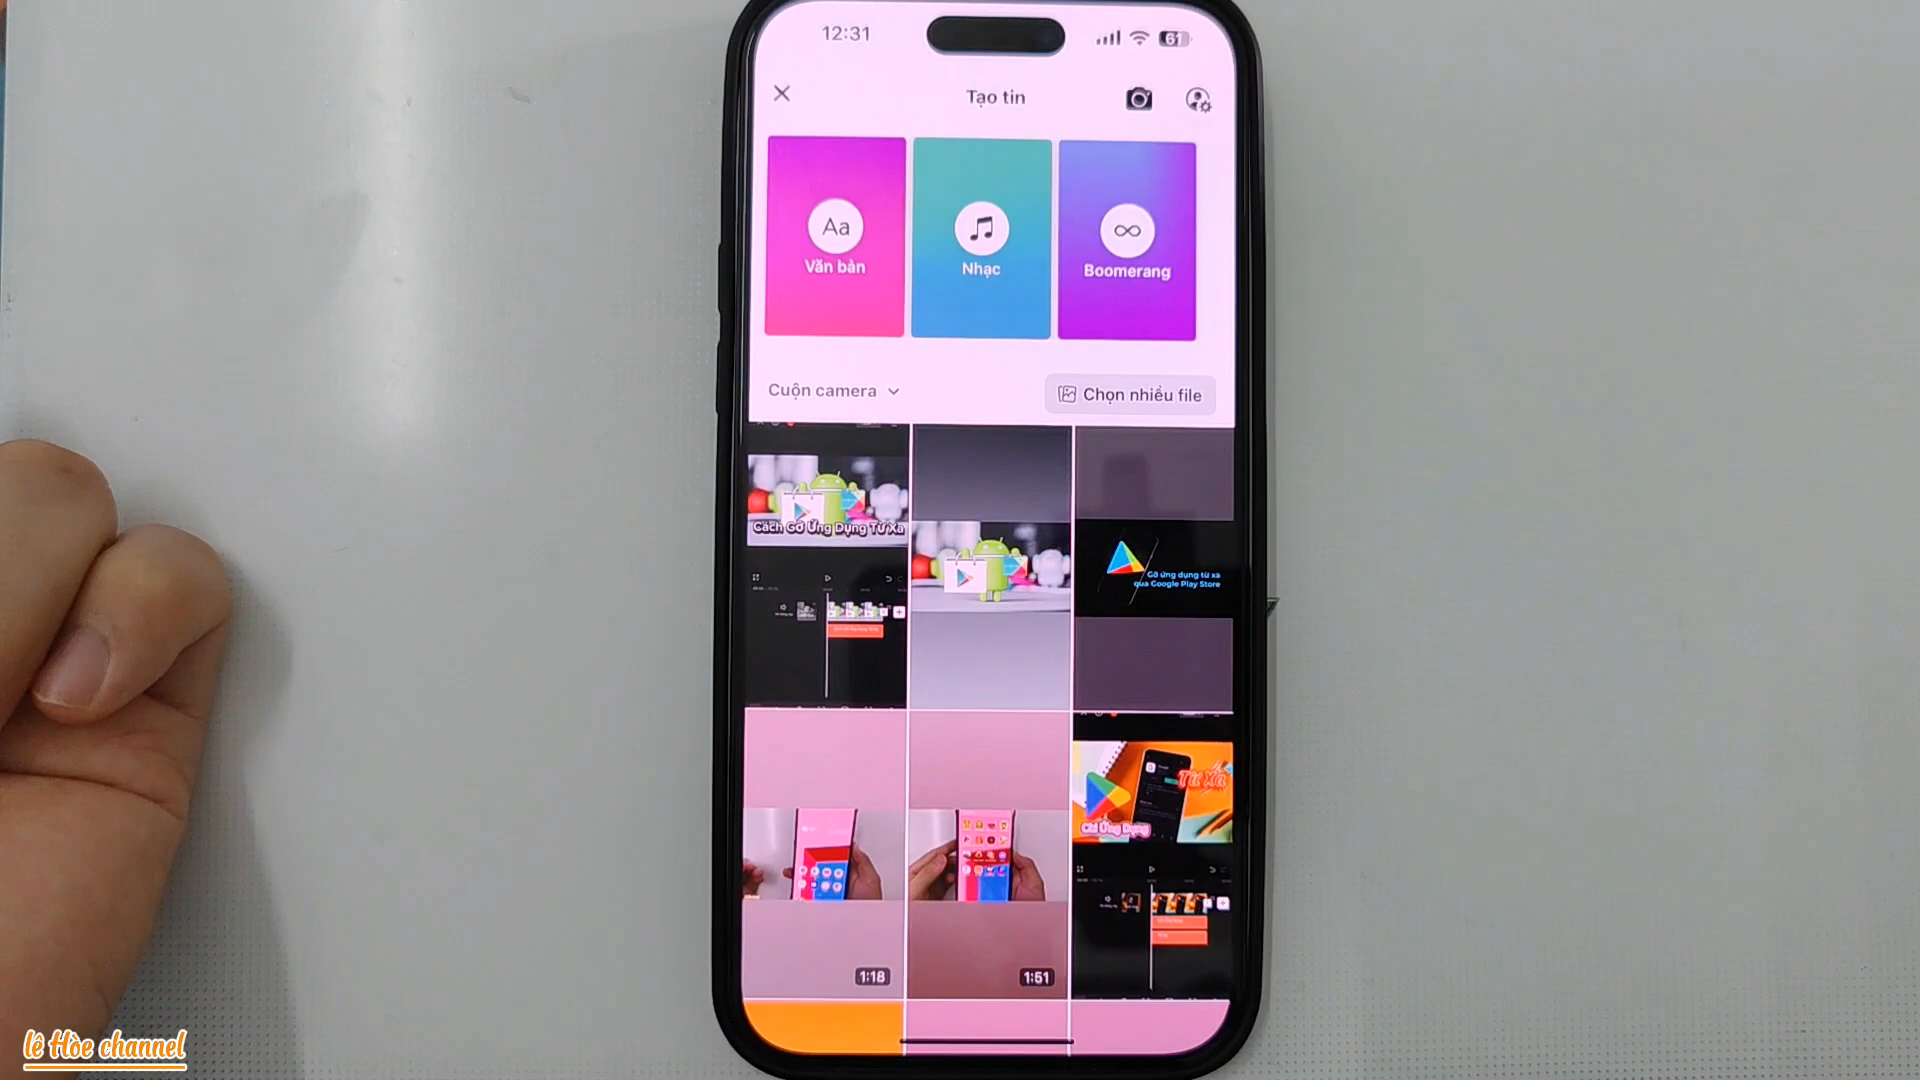 12:31
61
Tạo tin
Aa
Văn bản
Nhạc
Boomerang
Cuộn camera
Chọn nhiều file
Cách Gỡ Ứng Dụng Từ Xa
Gỡ ứng dụng từ xa
qua Google Play Store
Từ Xa
Cài Ứng Dụng
1:18
1:51
lê Hòe channel